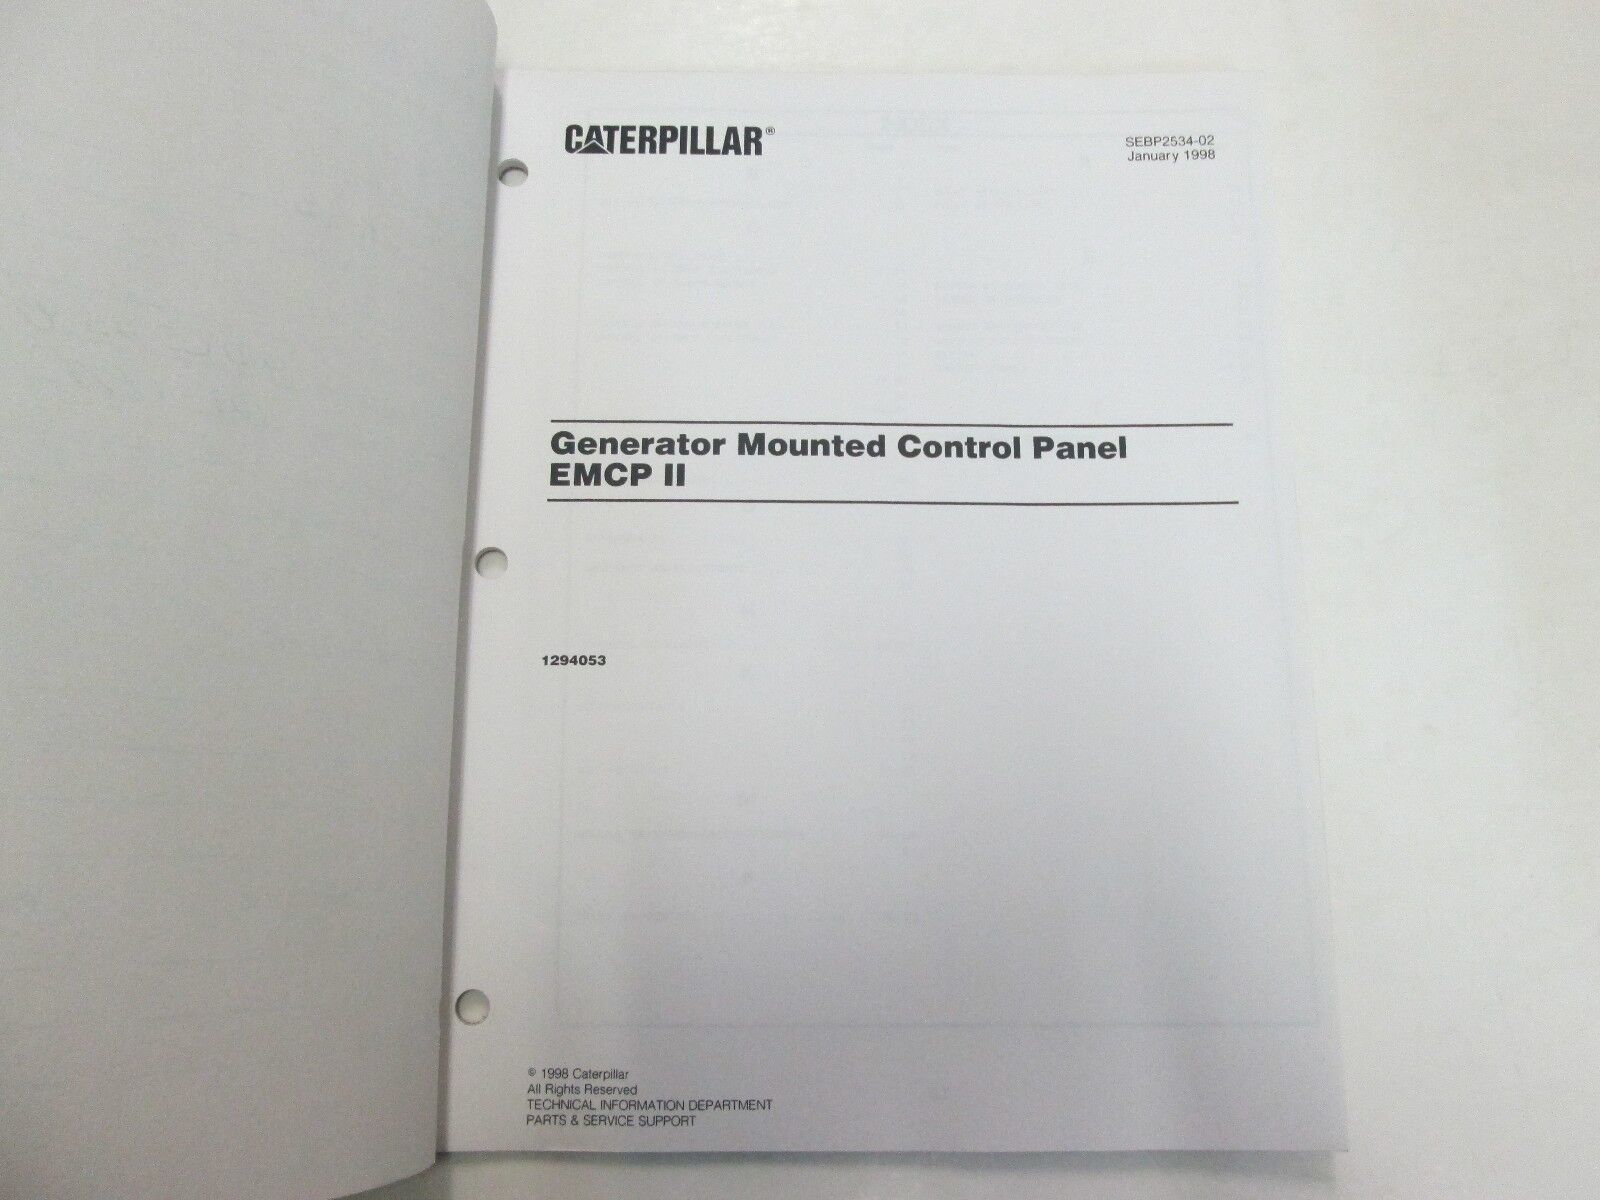 CATERPILLAR®
SEBP2534-02
January 1998
Generator Mounted Control Panel
EMCP II
1294053
© 1998 Caterpillar
All Rights Reserved
TECHNICAL INFORMATION DEPARTMENT
PARTS & SERVICE SUPPORT